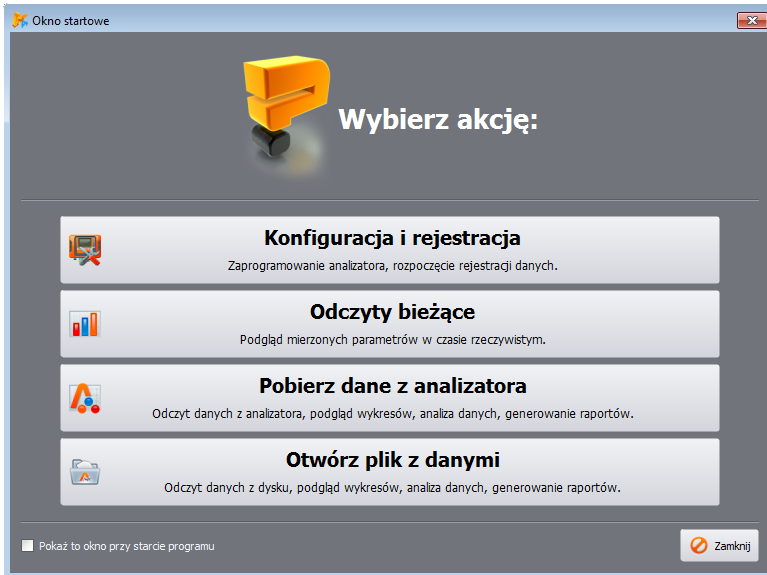 Okno startowe
Wybierz akcję:
Konfiguracja i rejestracja
Zaprogramowanie analizatora, rozpoczęcie rejestracji danych.
Odczyty bieżące
Podgląd mierzonych parametrów w czasie rzeczywistym.
Pobierz dane z analizatora
Odczyt danych z analizatora, podgląd wykresów, analiza danych, generowanie raportów.
Otwórz plik z danymi
Odczyt danych z dysku, podgląd wykresów, analiza danych, generowanie raportów.
Pokaż to okno przy starcie programu
Zamknij